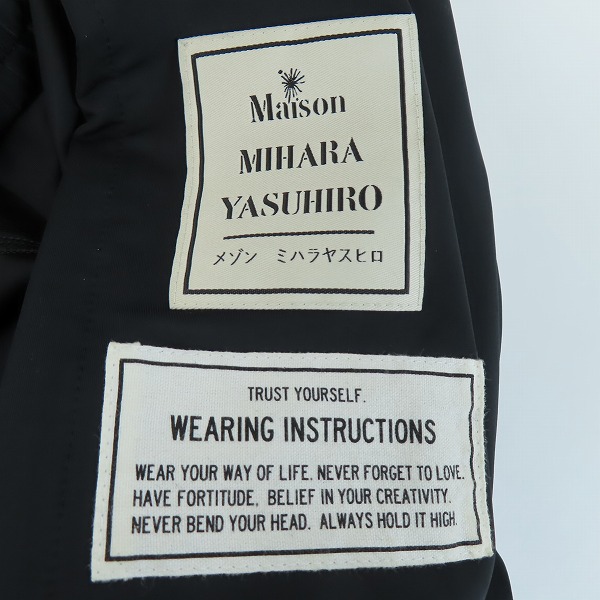 Maison
MIHARA
YASUHIRO
メゾン ミハラヤスヒロ
TRUST YOURSELF.
WEARING INSTRUCTIONS
WEAR YOUR WAY OF LIFE. NEVER FORGET TO LOVE.
HAVE FORTITUDE, BELIEF IN YOUR CREATIVITY.
NEVER BEND YOUR HEAD. ALWAYS HOLD IT HIGH.